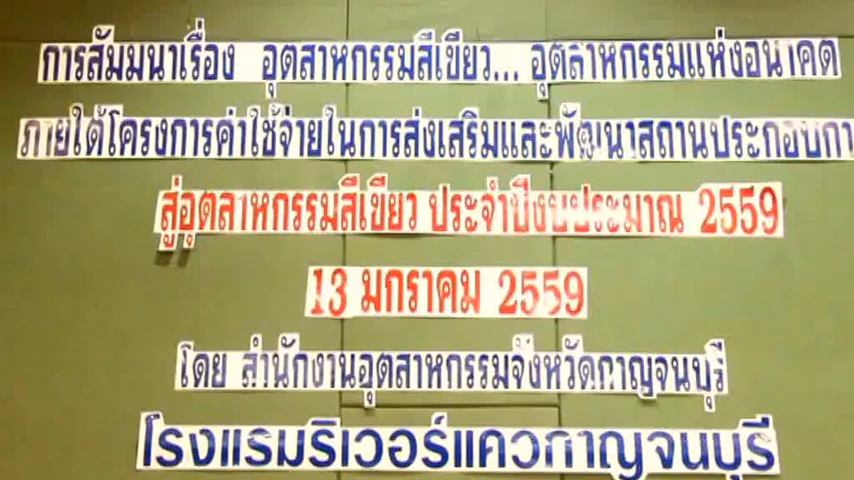 การสัมมนาเรื่อง อุตสาหกรรมสีเขียว... อุตสาหกรรมแห่งอนาคต
ภายใต้โครงการค่าใช้จ่ายในการส่งเสริมและพัฒนาสถานประกอบกา
สู่อุตสาหกรรมสีเขียว ประจำปีงบประมาณ 2559
13 มกราคม 2559
โดย สำนักงานอุตสาหกรรมจังหวัดกาญจนบุรี
โรงแรมริเวอร์แควกาญจนบุรี